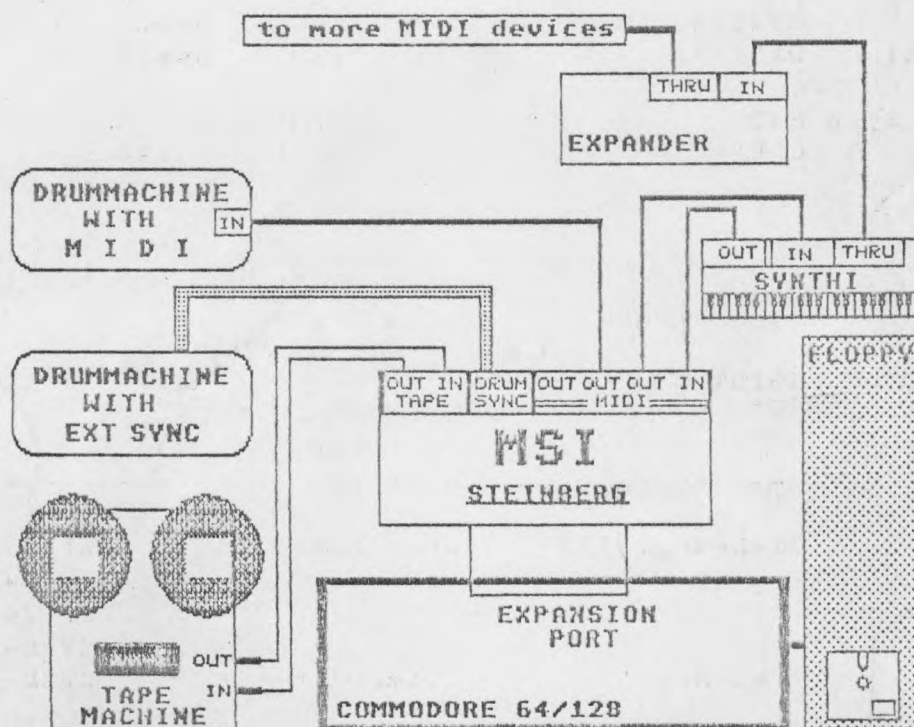 to more MIDI devices
THRU IN
EXPANDER
DRUMMACHINE
WITH
M I D I
IN
OUT IN THRU
SYNTHI
DRUMMACHINE
WITH
EXT SYNC
OUT IN
TAPE
DRUM
SYNC
OUT OUT OUT IN
MIDI
MSI
STEINBERG
FLOPPY
EXPANSION
PORT
OUT
IN
TAPE
MACHINE
COMMODORE 64/128